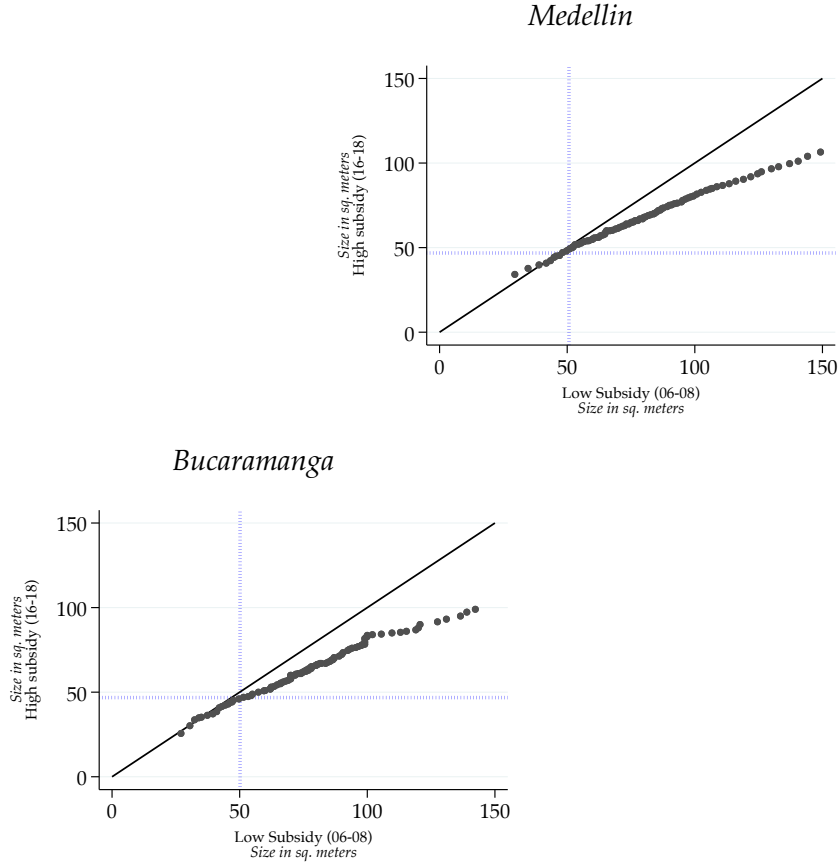 Medellin
150
100
50
0
Size in sq. meters
High subsidy (16-18)
0 50 100 150
Low Subsidy (06-08)
Size in sq. meters
Bucaramanga
150
100
50
0
Size in sq. meters
High subsidy (16-18)
0 50 100 150
Low Subsidy (06-08)
Size in sq. meters